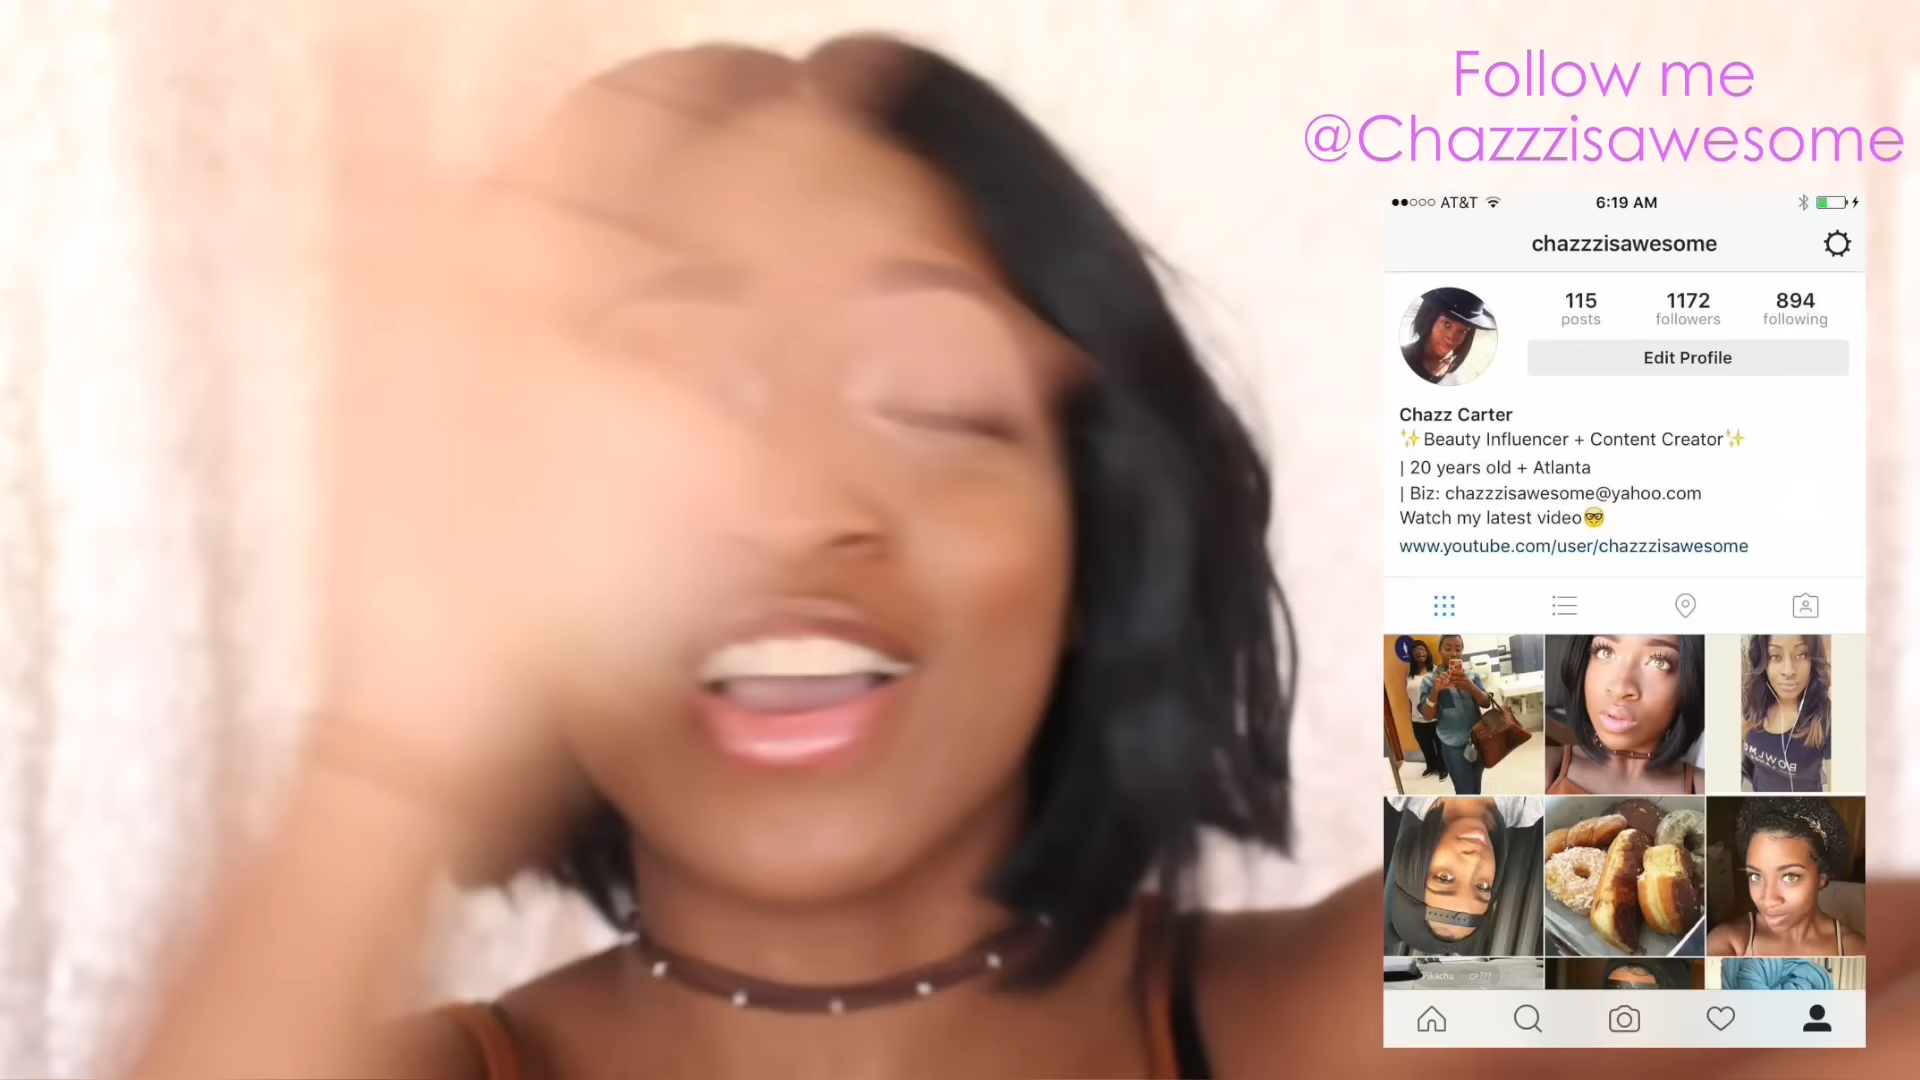 Follow me
@Chazzzisawesome
AT&T 6:19 AM
chazzzisawesome
115 1172 894
posts followers following
Edit Profile
Chazz Carter
✨Beauty Influencer + Content Creator✨
| 20 years old + Atlanta
| Biz: chazzzisawesome@yahoo.com
Watch my latest video🤓
www.youtube.com/user/chazzzisawesome
Pikachu CP???